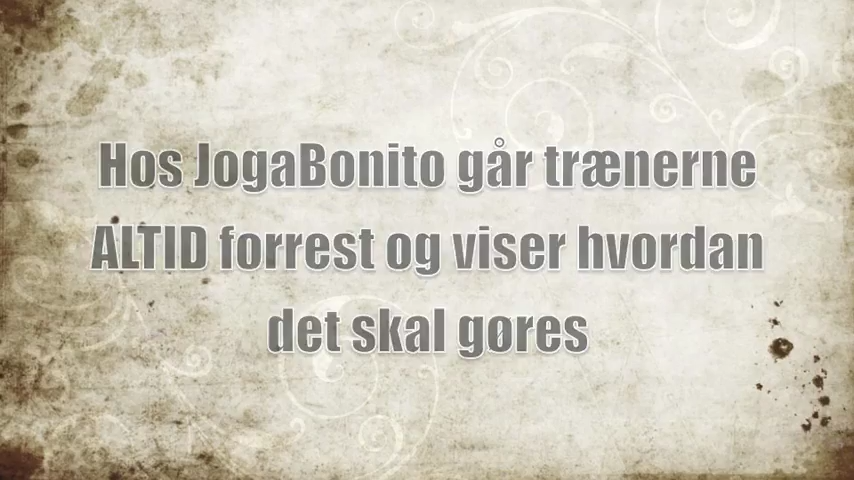 Hos JogaBonito går trænerne
ALTID forrest og viser hvordan
det skal gøres